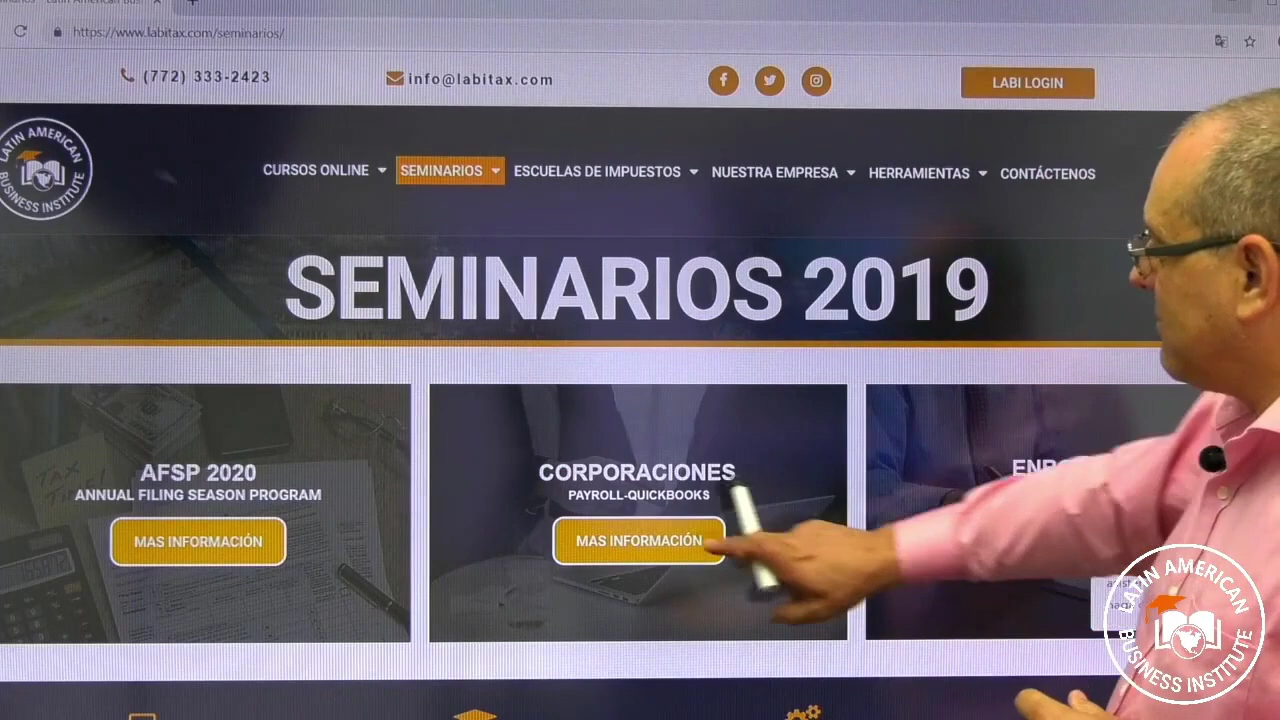 https://www.labitax.com/seminarios/
(772) 333-2423
info@labitax.com
LABI LOGIN
LATIN AMERICAN
BUSINESS INSTITUTE
CURSOS ONLINE
SEMINARIOS
ESCUELAS DE IMPUESTOS
NUESTRA EMPRESA
HERRAMIENTAS
CONTÁCTENOS
SEMINARIOS 2019
AFSP 2020
ANNUAL FILING SEASON PROGRAM
MAS INFORMACIÓN
CORPORACIONES
PAYROLL-QUICKBOOKS
MAS INFORMACIÓN
LATIN AMERICAN
BUSINESS INSTITUTE